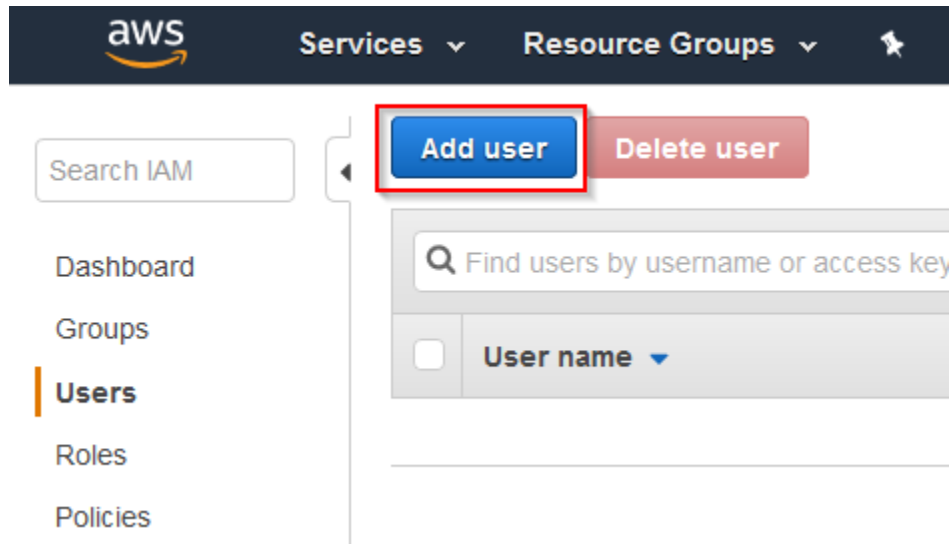 aws Services Resource Groups
Add user Delete user
Search IAM
Find users by username or access key
Dashboard
Groups
User name
Users
Roles
Policies